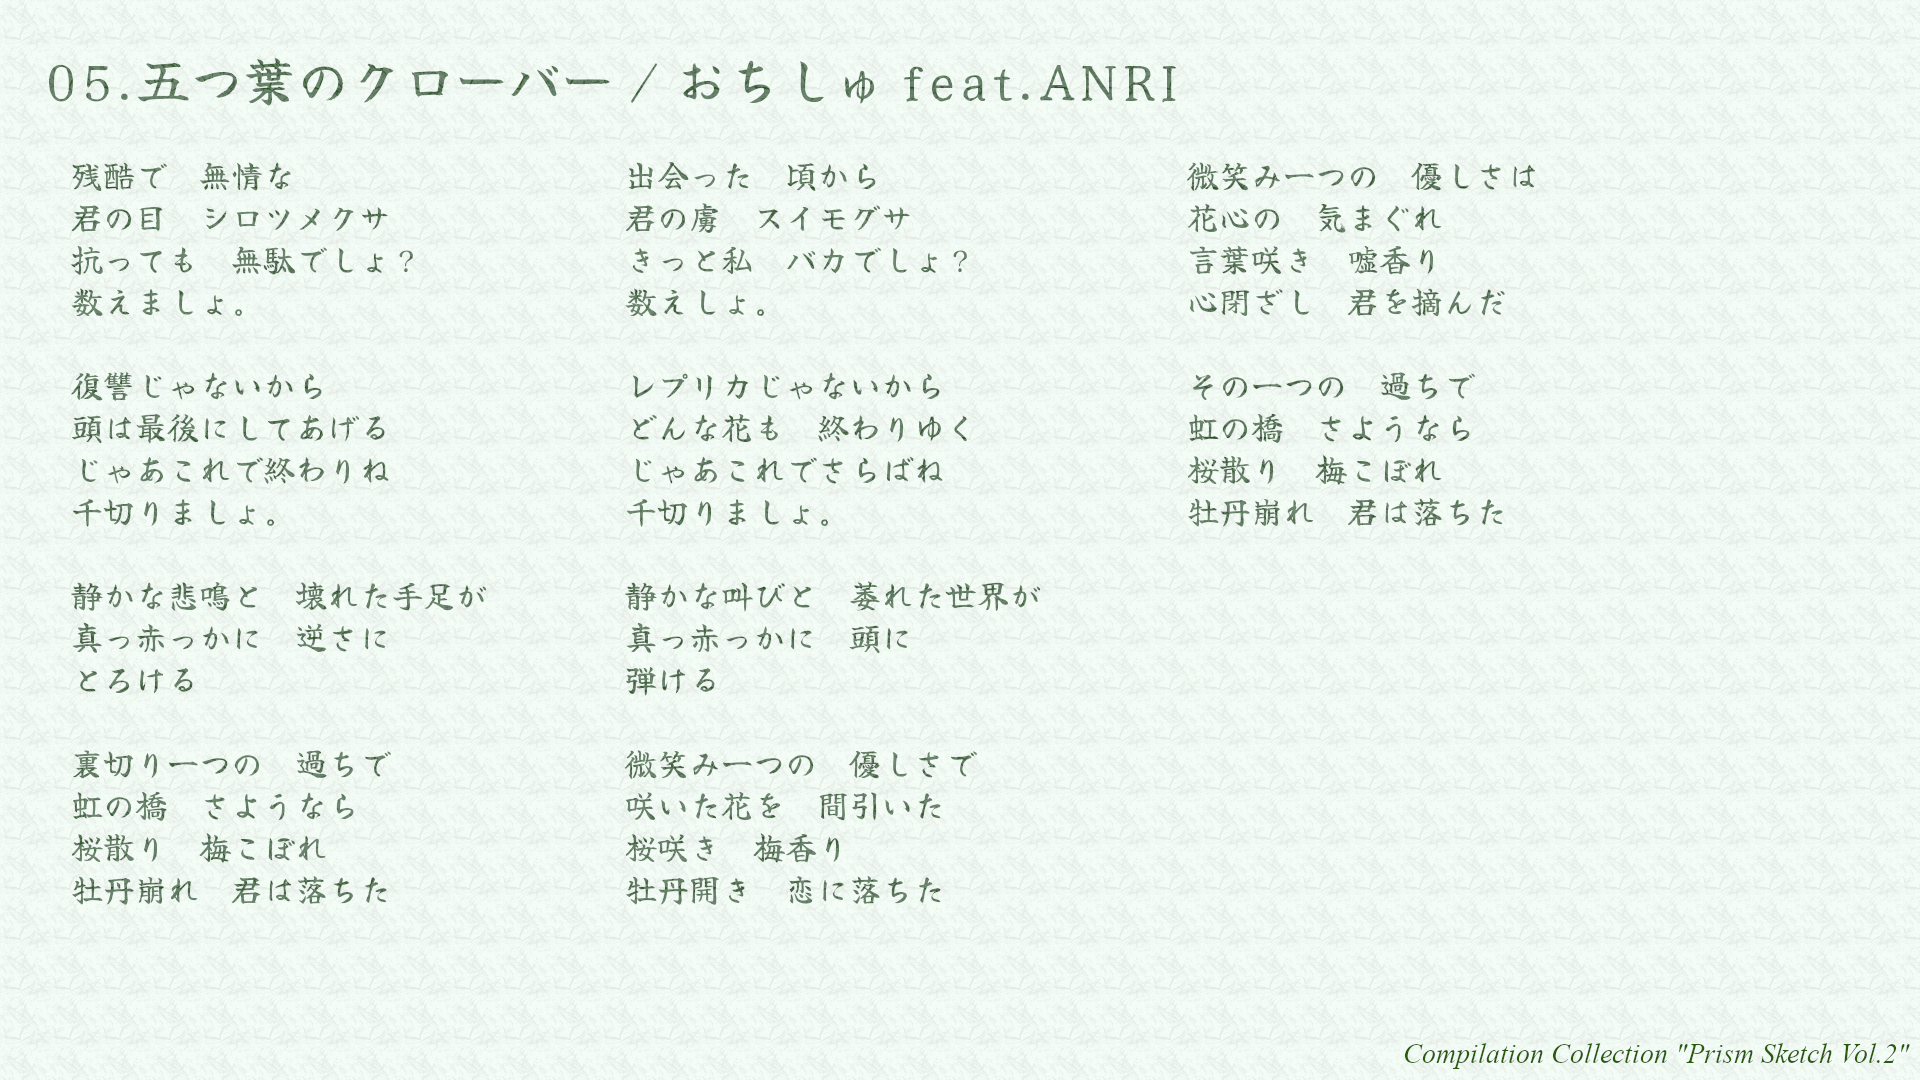 05.五つ葉のクローバー / おちしゅ feat.ANRI
残酷で　無情な
君の目　シロツメクサ
抗っても　無駄でしょ？
数えましょ。
復讐じゃないから
頭は最後にしてあげる
じゃあこれで終わりね
千切りましょ。
静かな悲鳴と　壊れた手足が
真っ赤っかに　逆さに
とろける
裏切り一つの　過ちで
虹の橋　さようなら
桜散り　梅こぼれ
牡丹崩れ　君は落ちた
出会った　頃から
君の虜　スイモグサ
きっと私　バカでしょ？
数えしょ。
レプリカじゃないから
どんな花も　終わりゆく
じゃあこれでさらばね
千切りましょ。
静かな叫びと　萎れた世界が
真っ赤っかに　頭に
弾ける
微笑み一つの　優しさで
咲いた花を　間引いた
桜咲き　梅香り
牡丹開き　恋に落ちた
微笑み一つの　優しさは
花心の　気まぐれ
言葉咲き　嘘香り
心閉ざし　君を摘んだ
その一つの　過ちで
虹の橋　さようなら
桜散り　梅こぼれ
牡丹崩れ　君は落ちた
Compilation Collection "Prism Sketch Vol.2"